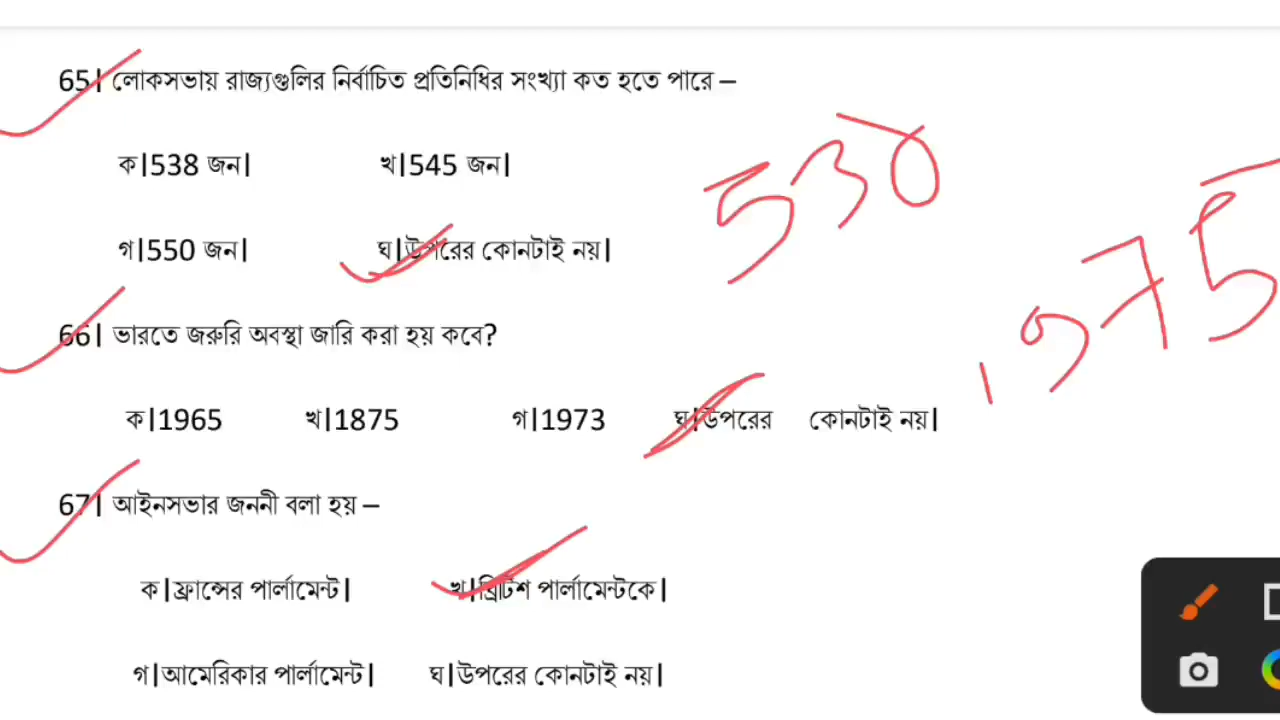 65| লোকসভায় রাজ্যগুলির নির্বাচিত প্রতিনিধির সংখ্যা কত হতে পারে –
ক|538 জন| খ|545 জন|
530
গ|550 জন| ঘ|উপরের কোনটাই নয়|
1975
66| ভারতে জরুরি অবস্থা জারি করা হয় কবে?
ক|1965 খ|1875 গ|1973 ঘ|উপরের কোনটাই নয়|
67| আইনসভার জননী বলা হয় –
ক|ফ্রান্সের পার্লামেন্ট| খ|ব্রিটিশ পার্লামেন্টকে|
গ|আমেরিকার পার্লামেন্ট| ঘ|উপরের কোনটাই নয়|